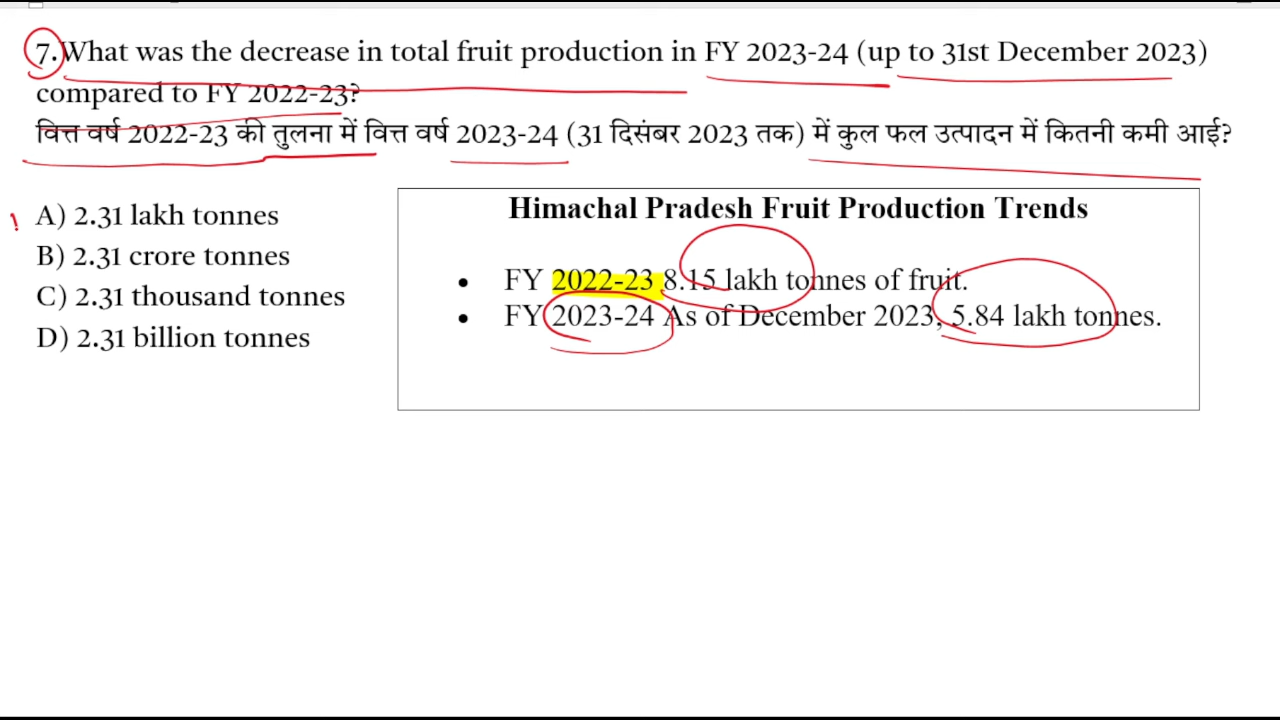 7.What was the decrease in total fruit production in FY 2023-24 (up to 31st December 2023)
compared to FY 2022-23?
वित्त वर्ष 2022-23 की तुलना में वित्त वर्ष 2023-24 (31 दिसंबर 2023 तक) में कुल फल उत्पादन में कितनी कमी आई?
A) 2.31 lakh tonnes
B) 2.31 crore tonnes
C) 2.31 thousand tonnes
D) 2.31 billion tonnes
Himachal Pradesh Fruit Production Trends
• FY 2022-23 8.15 lakh tonnes of fruit.
• FY 2023-24 As of December 2023, 5.84 lakh tonnes.